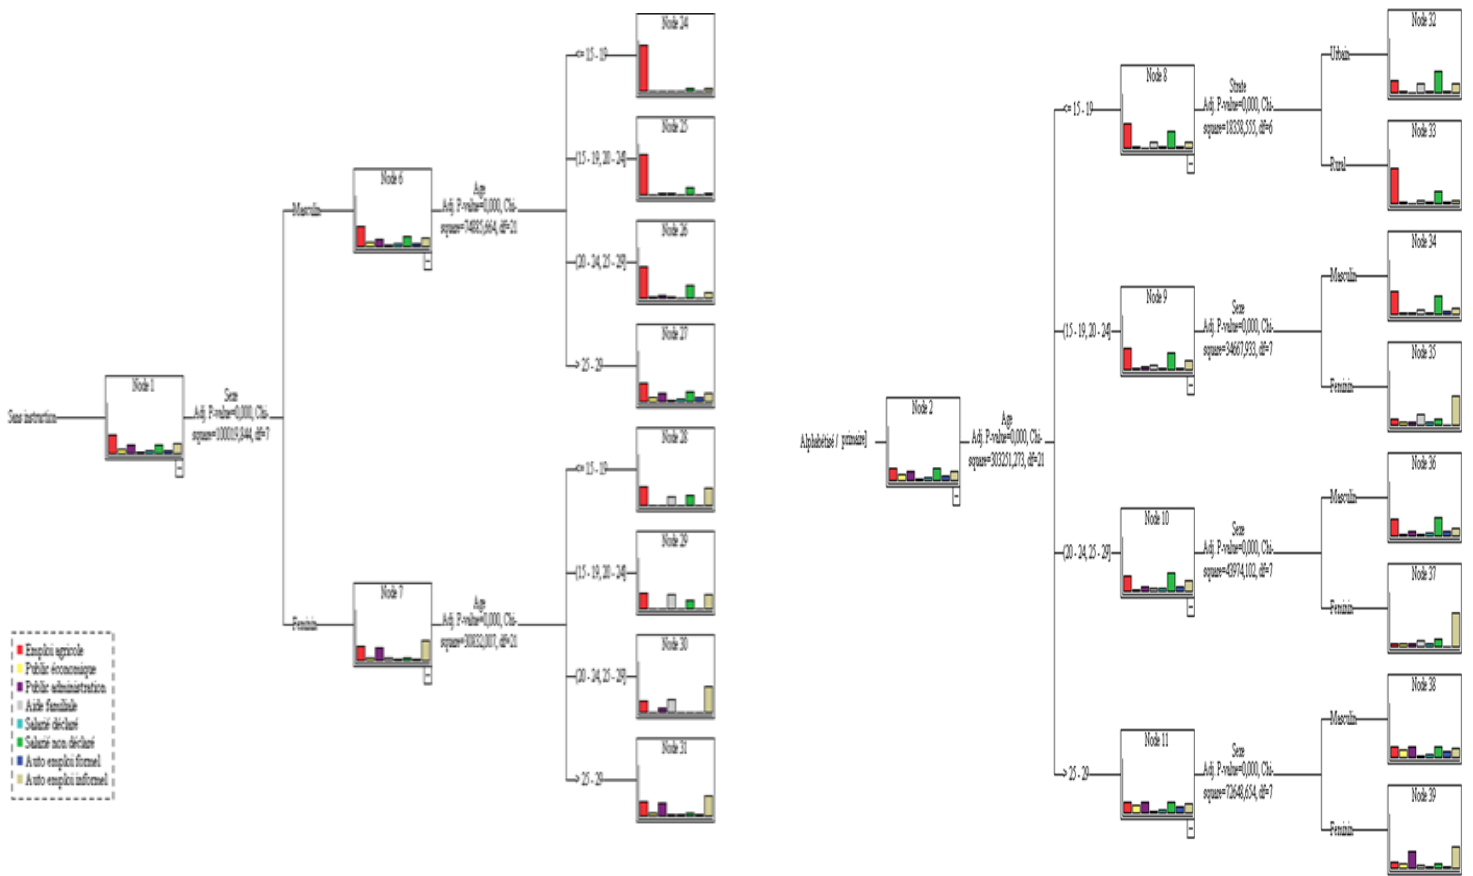 Sans instruction
Node 1
Sexe
Adj. P-value=0,000, Chi-
square=100019,844, df=7
Masculin
Node 6
Age
Adj. P-value=0,000, Chi-
square=74885,664, df=21
<= 15 - 19
Node 24
(15 - 19, 20 - 24]
Node 25
(20 - 24, 25 - 29]
Node 26
> 25 - 29
Node 27
Feminin
Node 7
Age
Adj. P-value=0,000, Chi-
square=30832,007, df=21
<= 15 - 19
Node 28
(15 - 19, 20 - 24]
Node 29
(20 - 24, 25 - 29]
Node 30
> 25 - 29
Node 31
Emploi agricole
Public économique
Public administration
Aide familiale
Salarié déclaré
Salarié non déclaré
Auto emploi formel
Auto emploi informel
Alphabétisé / primaire]
Node 2
Age
Adj. P-value=0,000, Chi-
square=303251,273, df=21
<= 15 - 19
Node 8
Strate
Adj. P-value=0,000, Chi-
square=18358,555, df=6
Urbain
Node 32
Rural
Node 33
(15 - 19, 20 - 24]
Node 9
Sexe
Adj. P-value=0,000, Chi-
square=34667,933, df=7
Masculin
Node 34
Feminin
Node 35
(20 - 24, 25 - 29]
Node 10
Sexe
Adj. P-value=0,000, Chi-
square=43974,102, df=7
Masculin
Node 36
Feminin
Node 37
> 25 - 29
Node 11
Sexe
Adj. P-value=0,000, Chi-
square=72648,654, df=7
Masculin
Node 38
Feminin
Node 39